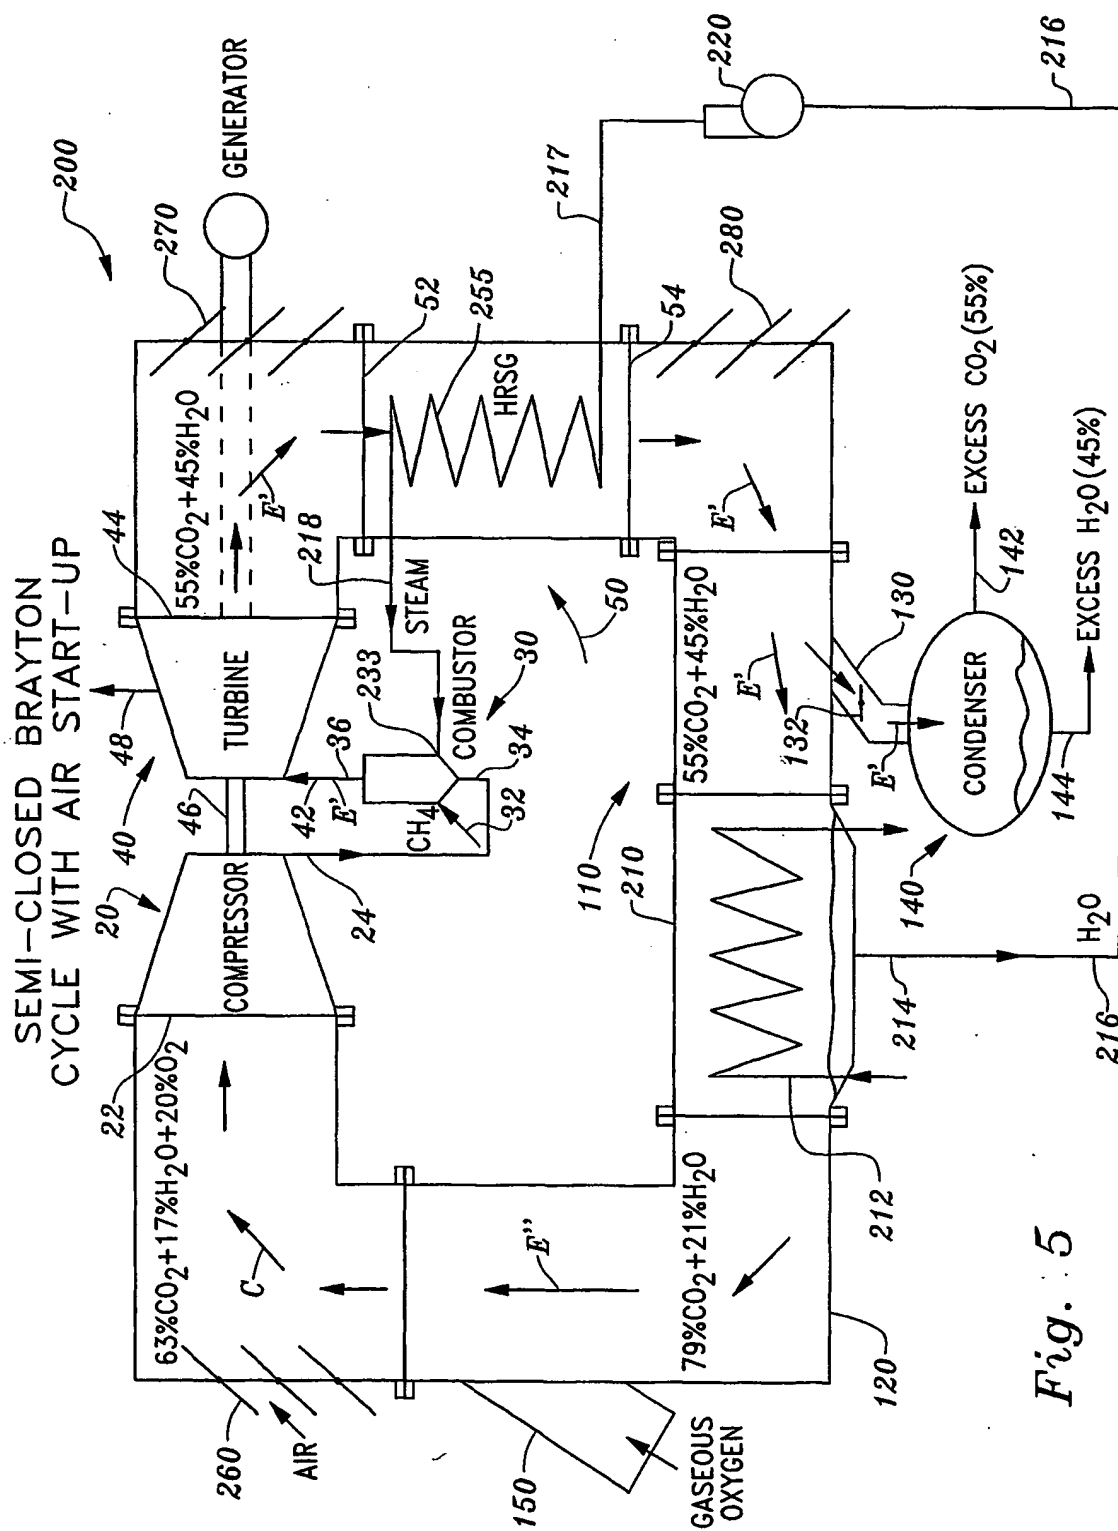 SEMI-CLOSED BRAYTON
CYCLE WITH AIR START-UP
200
20
40
48
44
270
GENERATOR
22
46
63%CO2+17%H2O+20%O2
COMPRESSOR
TURBINE
55%CO2+45%H2O
E'
260
AIR
C
24
42
E'
36
233
218
STEAM
52
255
HRSG
CH4
COMBUSTOR
30
32
34
217
220
150
GASEOUS
OXYGEN
E"
110
210
50
54
280
79%CO2+21%H2O
55%CO2+45%H2O
E'
E'
120
212
214
132
130
E'
CONDENSER
140
142
EXCESS CO2(55%)
144
EXCESS H2O(45%)
H2O
216
216
Fig. 5